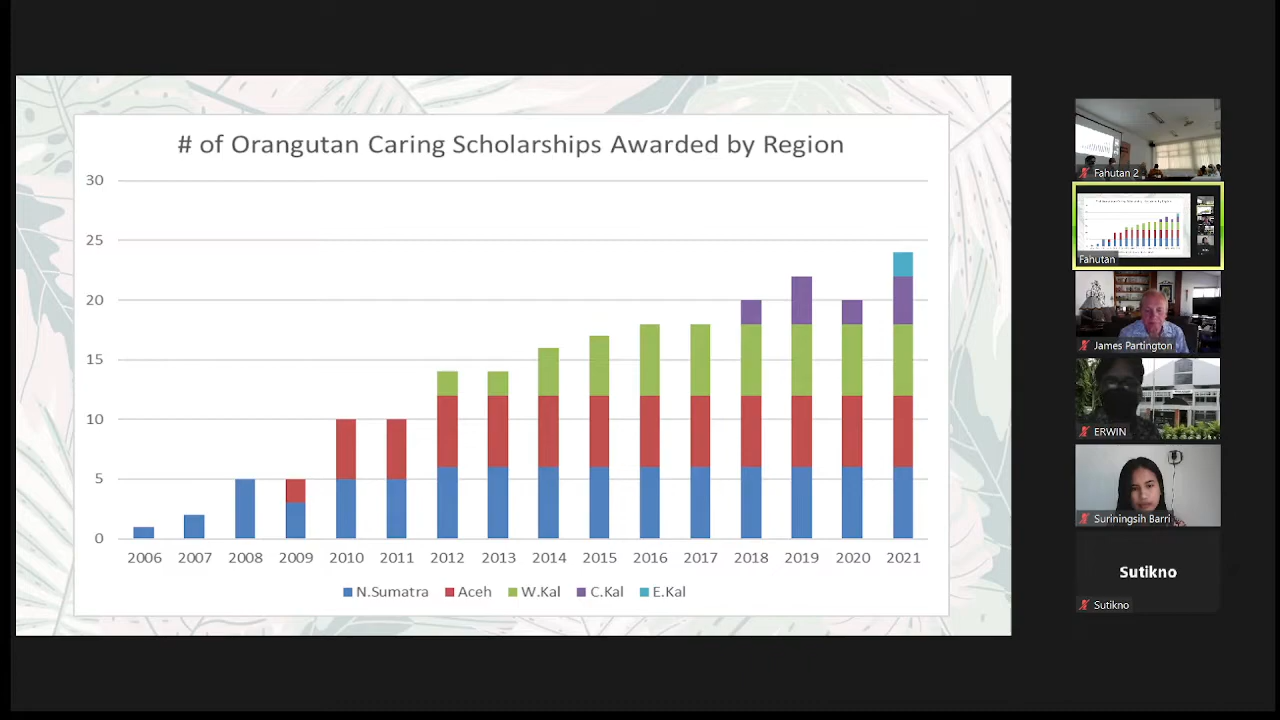 # of Orangutan Caring Scholarships Awarded by Region
30
25
20
15
10
5
0
2006 2007 2008 2009 2010 2011 2012 2013 2014 2015 2016 2017 2018 2019 2020 2021
N.Sumatra Aceh W.Kal C.Kal E.Kal
Fahutan 2
Fahutan
James Partington
ERWIN
Suriningsih Barri
Sutikno
Sutikno